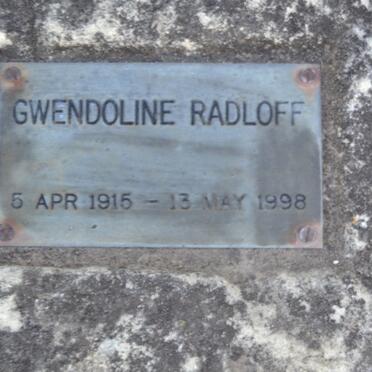 GWENDOLINE RADLOFF
5 APR 1915 - 13 MAY 1998